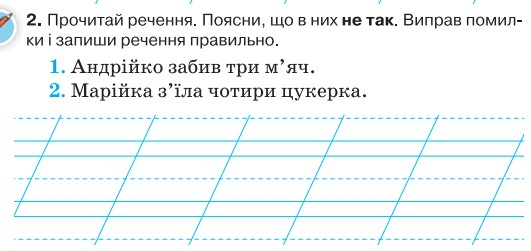 2. Прочитай речення. Поясни, що в них не так. Виправ помил-
ки і запиши речення правильно.
1. Андрійко забив три м’яч.
2. Марійка з’їла чотири цукерка.